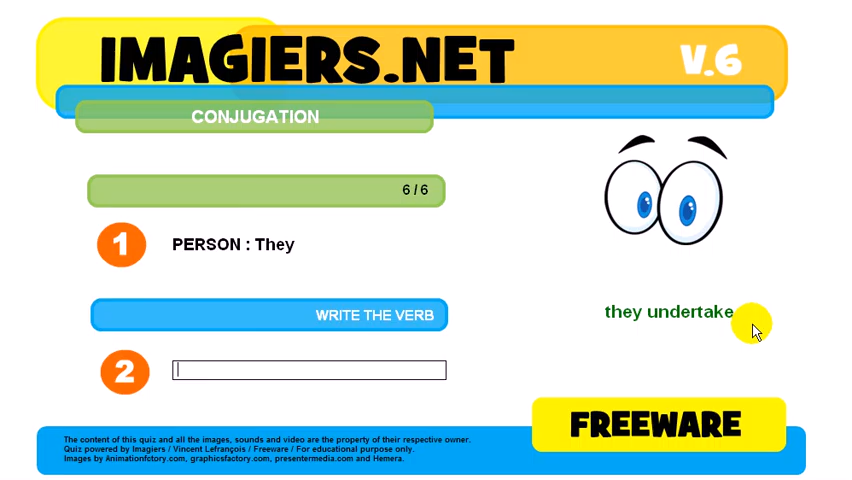 IMAGIERS.NET
V.6
CONJUGATION
6 / 6
1
PERSON : They
they undertake
WRITE THE VERB
2
FREEWARE
The content of this quiz and all the images, sounds and video are the property of their respective owner.
Quiz powered by Imagiers / Vincent Lefrançois / Freeware / For educational purpose only.
Images by Animationfctory.com, graphicsfactory.com, presentermedia.com and Hemera.